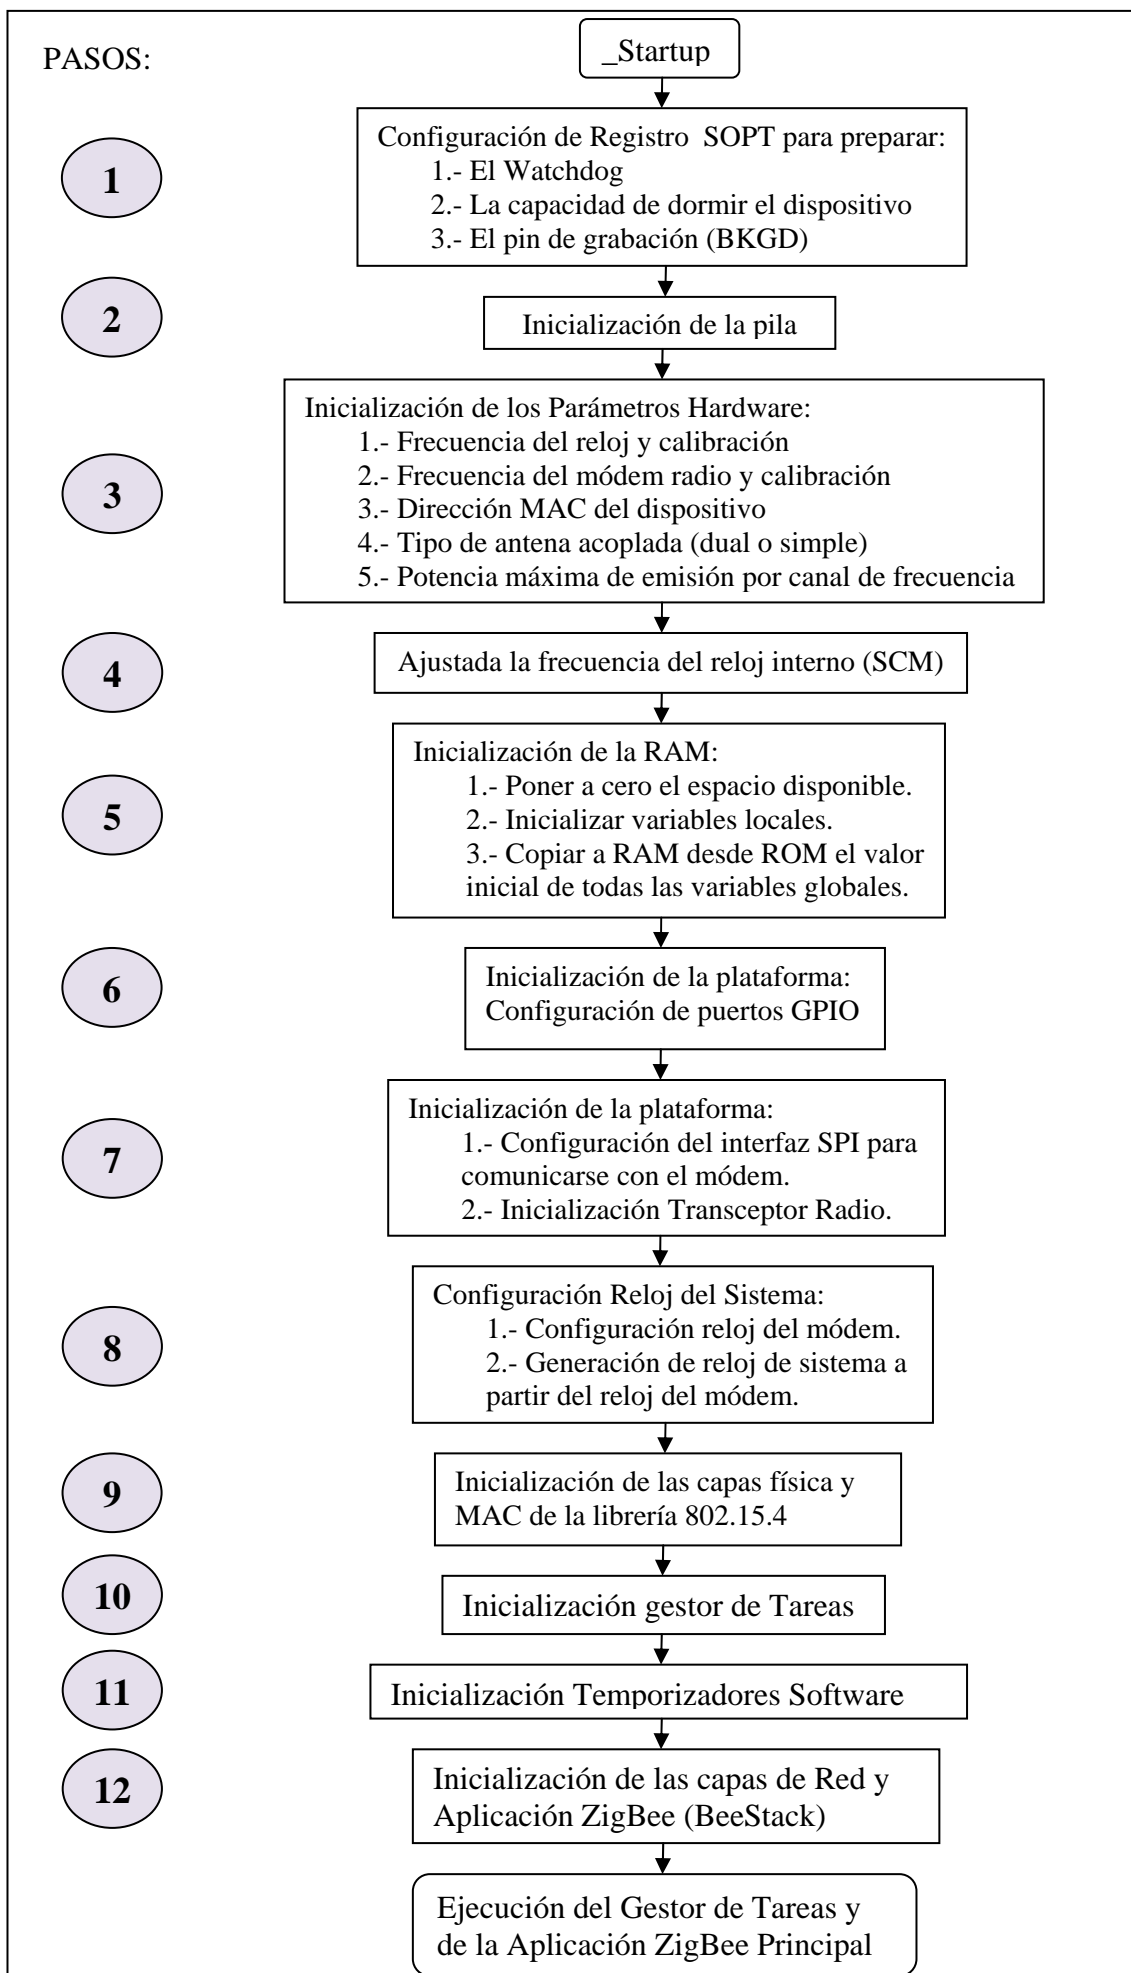 PASOS:
_Startup
1
Configuración de Registro SOPT para preparar:
1.- El Watchdog
2.- La capacidad de dormir el dispositivo
3.- El pin de grabación (BKGD)
2
Inicialización de la pila
3
Inicialización de los Parámetros Hardware:
1.- Frecuencia del reloj y calibración
2.- Frecuencia del módem radio y calibración
3.- Dirección MAC del dispositivo
4.- Tipo de antena acoplada (dual o simple)
5.- Potencia máxima de emisión por canal de frecuencia
4
Ajustada la frecuencia del reloj interno (SCM)
5
Inicialización de la RAM:
1.- Poner a cero el espacio disponible.
2.- Inicializar variables locales.
3.- Copiar a RAM desde ROM el valor
inicial de todas las variables globales.
6
Inicialización de la plataforma:
Configuración de puertos GPIO
7
Inicialización de la plataforma:
1.- Configuración del interfaz SPI para
comunicarse con el módem.
2.- Inicialización Transceptor Radio.
8
Configuración Reloj del Sistema:
1.- Configuración reloj del módem.
2.- Generación de reloj de sistema a
partir del reloj del módem.
9
Inicialización de las capas física y
MAC de la librería 802.15.4
10
Inicialización gestor de Tareas
11
Inicialización Temporizadores Software
12
Inicialización de las capas de Red y
Aplicación ZigBee (BeeStack)
Ejecución del Gestor de Tareas y
de la Aplicación ZigBee Principal